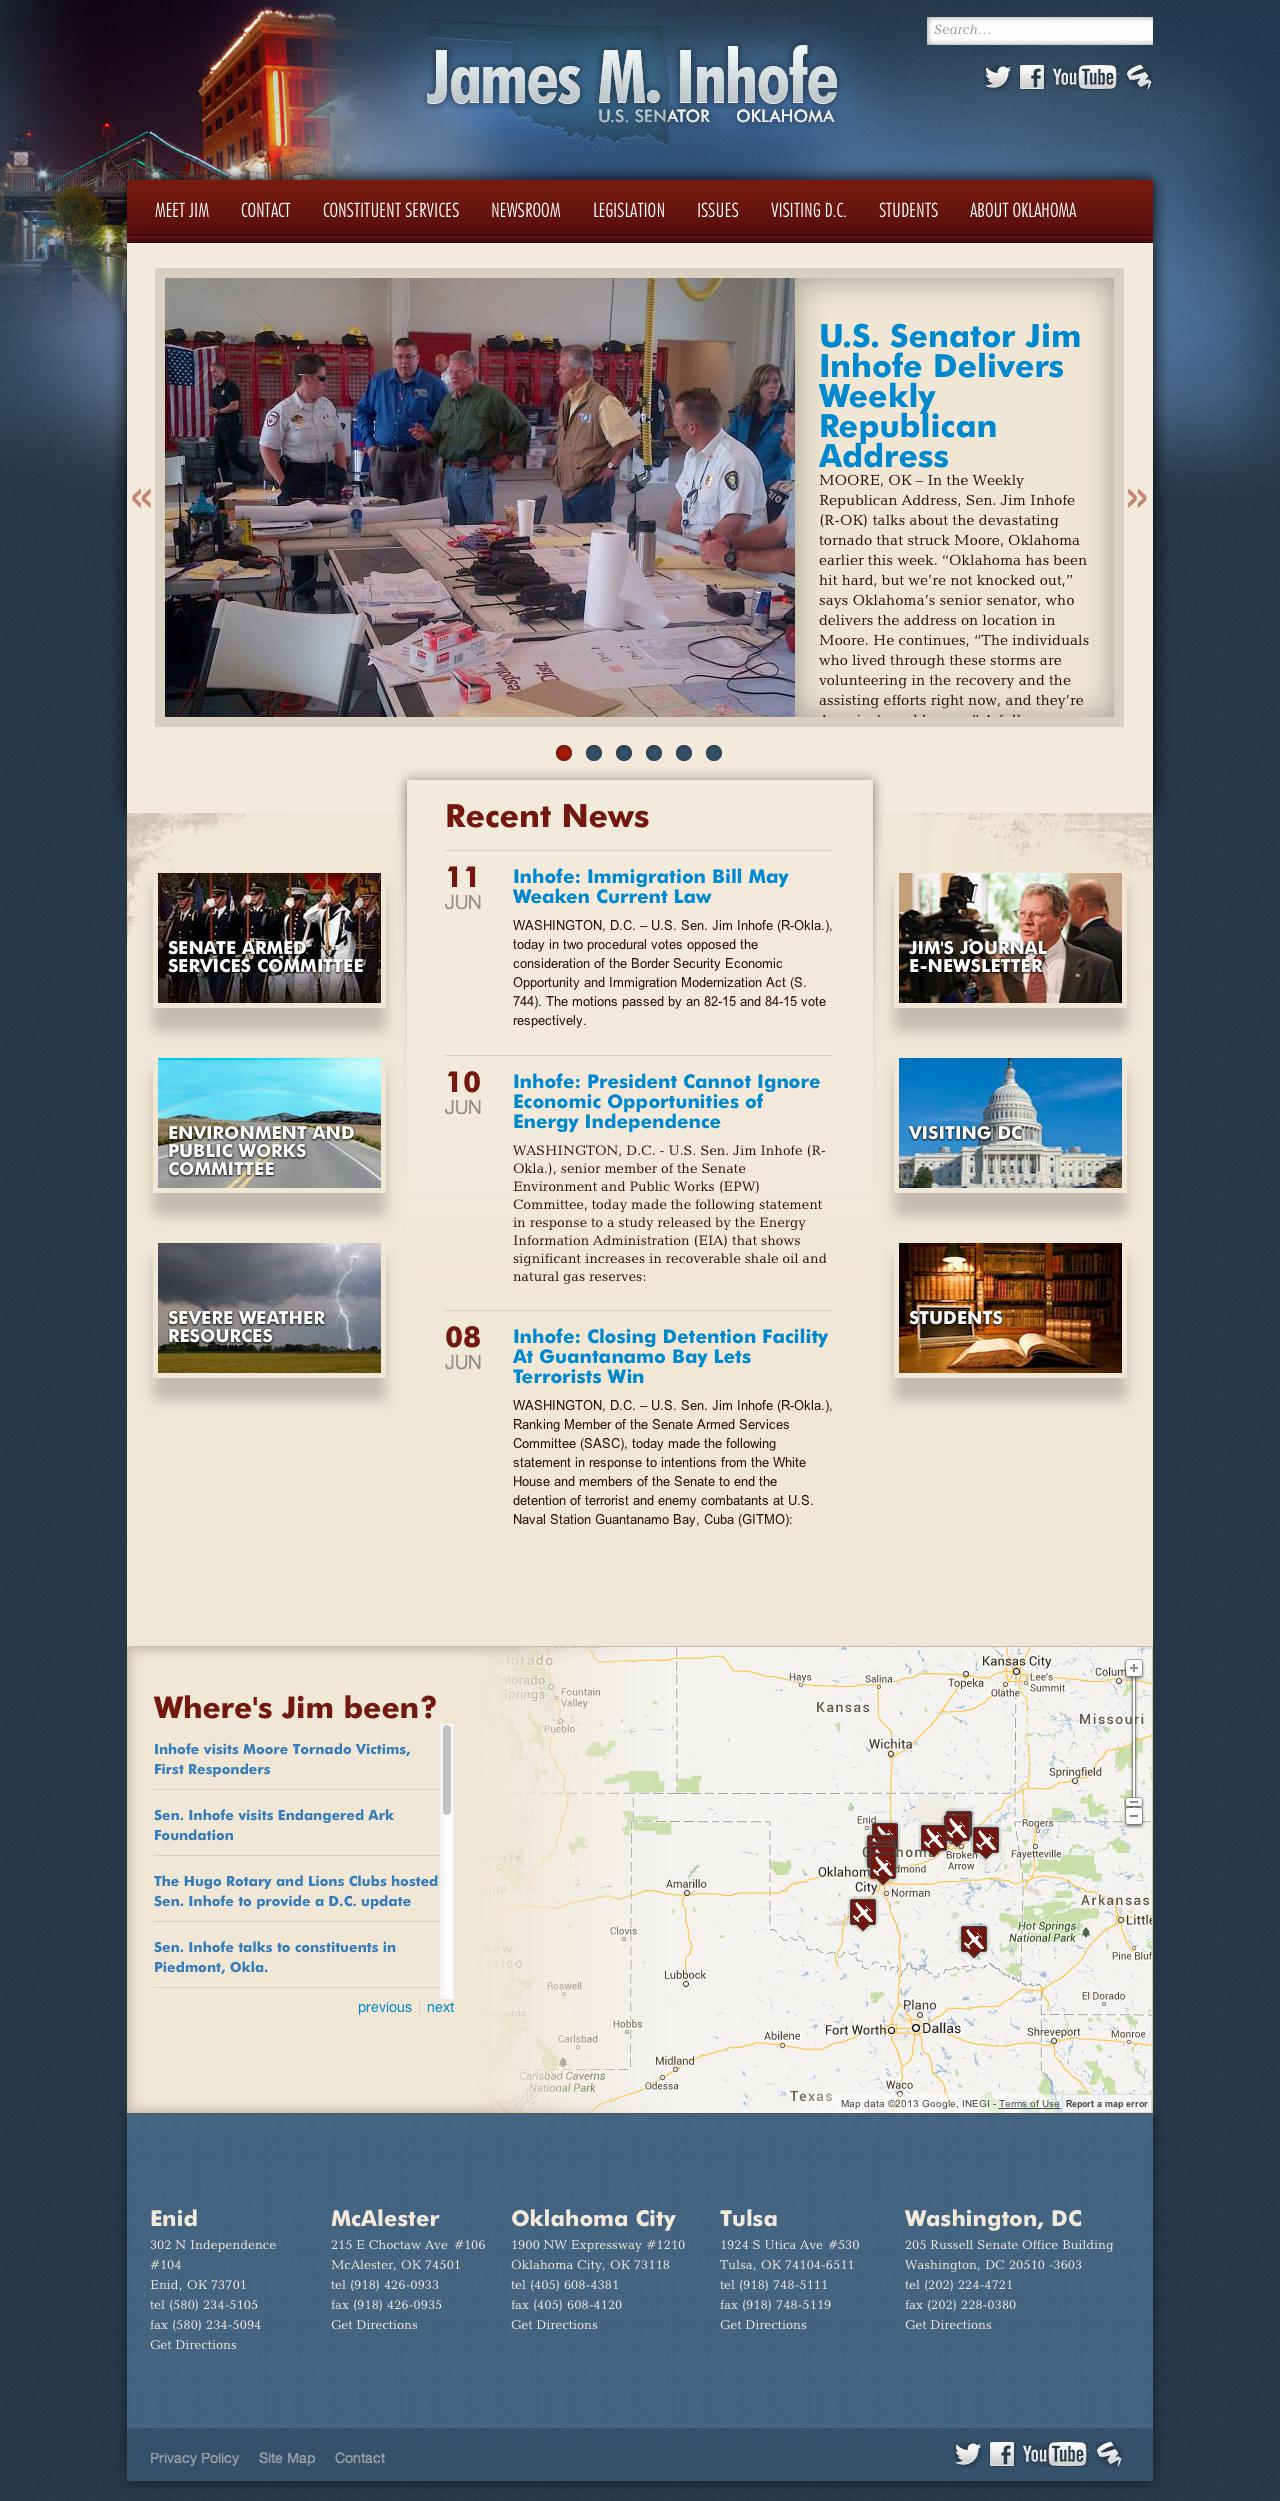 Search...
James M. Inhofe
U.S. SENATOR OKLAHOMA
You Tube
MEET JIM CONTACT CONSTITUENT SERVICES NEWSROOM LEGISLATION ISSUES VISITING D.C. STUDENTS ABOUT OKLAHOMA
U.S. Senator Jim
Inhofe Delivers
Weekly
Republican
Address
MOORE, OK – In the Weekly
Republican Address, Sen. Jim Inhofe
(R-OK) talks about the devastating
tornado that struck Moore, Oklahoma
earlier this week. “Oklahoma has been
hit hard, but we’re not knocked out,”
says Oklahoma’s senior senator, who
delivers the address on location in
Moore. He continues, “The individuals
who lived through these storms are
volunteering in the recovery and the
assisting efforts right now, and they’re
« »
Recent News
11
JUN
Inhofe: Immigration Bill May
Weaken Current Law
WASHINGTON, D.C. – U.S. Sen. Jim Inhofe (R-Okla.),
today in two procedural votes opposed the
consideration of the Border Security Economic
Opportunity and Immigration Modernization Act (S.
744). The motions passed by an 82-15 and 84-15 vote
respectively.
10
JUN
Inhofe: President Cannot Ignore
Economic Opportunities of
Energy Independence
WASHINGTON, D.C. - U.S. Sen. Jim Inhofe (R-
Okla.), senior member of the Senate
Environment and Public Works (EPW)
Committee, today made the following statement
in response to a study released by the Energy
Information Administration (EIA) that shows
significant increases in recoverable shale oil and
natural gas reserves:
08
JUN
Inhofe: Closing Detention Facility
At Guantanamo Bay Lets
Terrorists Win
WASHINGTON, D.C. – U.S. Sen. Jim Inhofe (R-Okla.),
Ranking Member of the Senate Armed Services
Committee (SASC), today made the following
statement in response to intentions from the White
House and members of the Senate to end the
detention of terrorist and enemy combatants at U.S.
Naval Station Guantanamo Bay, Cuba (GITMO):
SENATE ARMED
SERVICES COMMITTEE
ENVIRONMENT AND
PUBLIC WORKS
COMMITTEE
SEVERE WEATHER
RESOURCES
JIM'S JOURNAL
E-NEWSLETTER
VISITING DC
STUDENTS
Where's Jim been?
Inhofe visits Moore Tornado Victims,
First Responders
Sen. Inhofe visits Endangered Ark
Foundation
The Hugo Rotary and Lions Clubs hosted
Sen. Inhofe to provide a D.C. update
Sen. Inhofe talks to constituents in
Piedmont, Okla.
previous next
Colorado
Colorado
Springs
Fountain
Valley
Pueblo
Hays
Salina
Topeka
Kansas City
Olathe
Lee's
Summit
Kansas
Missouri
Wichita
Springfield
Enid
Rogers
Broken
Arrow
Fayetteville
Oklahoma
City
Norman
Amarillo
Arkansas
Clovis
Hot Springs
National Park
Little
Pine Bluf
Lubbock
Roswell
El Dorado
Plano
Hobbs
Carlsbad
Abilene
Fort Worth
Dallas
Shreveport
Monroe
Midland
Odessa
Carlsbad Caverns
National Park
Waco
Texas
Map data ©2013 Google, INEGI - Terms of Use Report a map error
Enid
302 N Independence
#104
Enid, OK 73701
tel (580) 234-5105
fax (580) 234-5094
Get Directions
McAlester
215 E Choctaw Ave #106
McAlester, OK 74501
tel (918) 426-0933
fax (918) 426-0935
Get Directions
Oklahoma City
1900 NW Expressway #1210
Oklahoma City, OK 73118
tel (405) 608-4381
fax (405) 608-4120
Get Directions
Tulsa
1924 S Utica Ave #530
Tulsa, OK 74104-6511
tel (918) 748-5111
fax (918) 748-5119
Get Directions
Washington, DC
205 Russell Senate Office Building
Washington, DC 20510 -3603
tel (202) 224-4721
fax (202) 228-0380
Get Directions
Privacy Policy Site Map Contact
You Tube